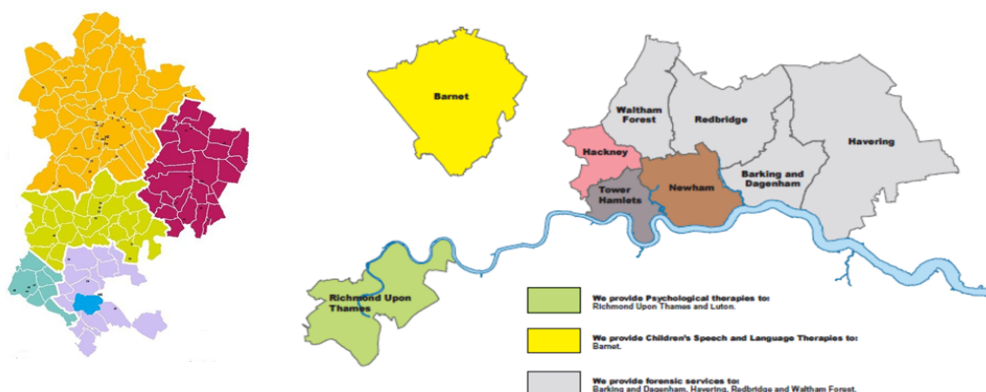 Barnet
Waltham
Forest
Redbridge
Havering
Hackney
Barking and
Dagenham
Tower
Hamlets
Newham
Richmond Upon
Thames
We provide Psychological therapies to:
Richmond Upon Thames and Luton.
We provide Children's Speech and Language Therapies to:
Barnet.
We provide forensic services to:
Barking and Dagenham, Havering, Redbridge and Waltham Forest.